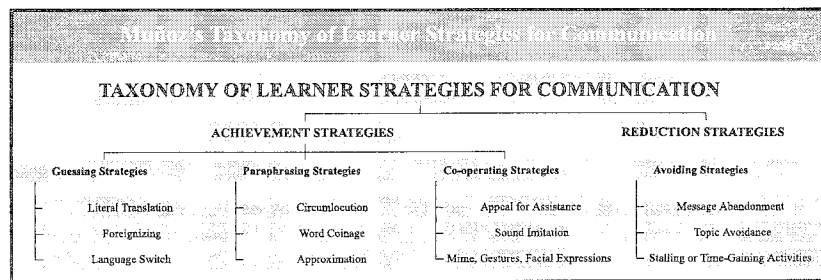 Muñoz's Taxonomy of Learner Strategies for Communication
TAXONOMY OF LEARNER STRATEGIES FOR COMMUNICATION
ACHIEVEMENT STRATEGIES REDUCTION STRATEGIES
Guessing Strategies Paraphrasing Strategies Co-operating Strategies Avoiding Strategies
Literal Translation Circumlocution Appeal for Assistance Message Abandonment
Foreignizing Word Coinage Sound Imitation Topic Avoidance
Language Switch Approximation Mime, Gestures, Facial Expressions Stalling or Time-Gaining Activities